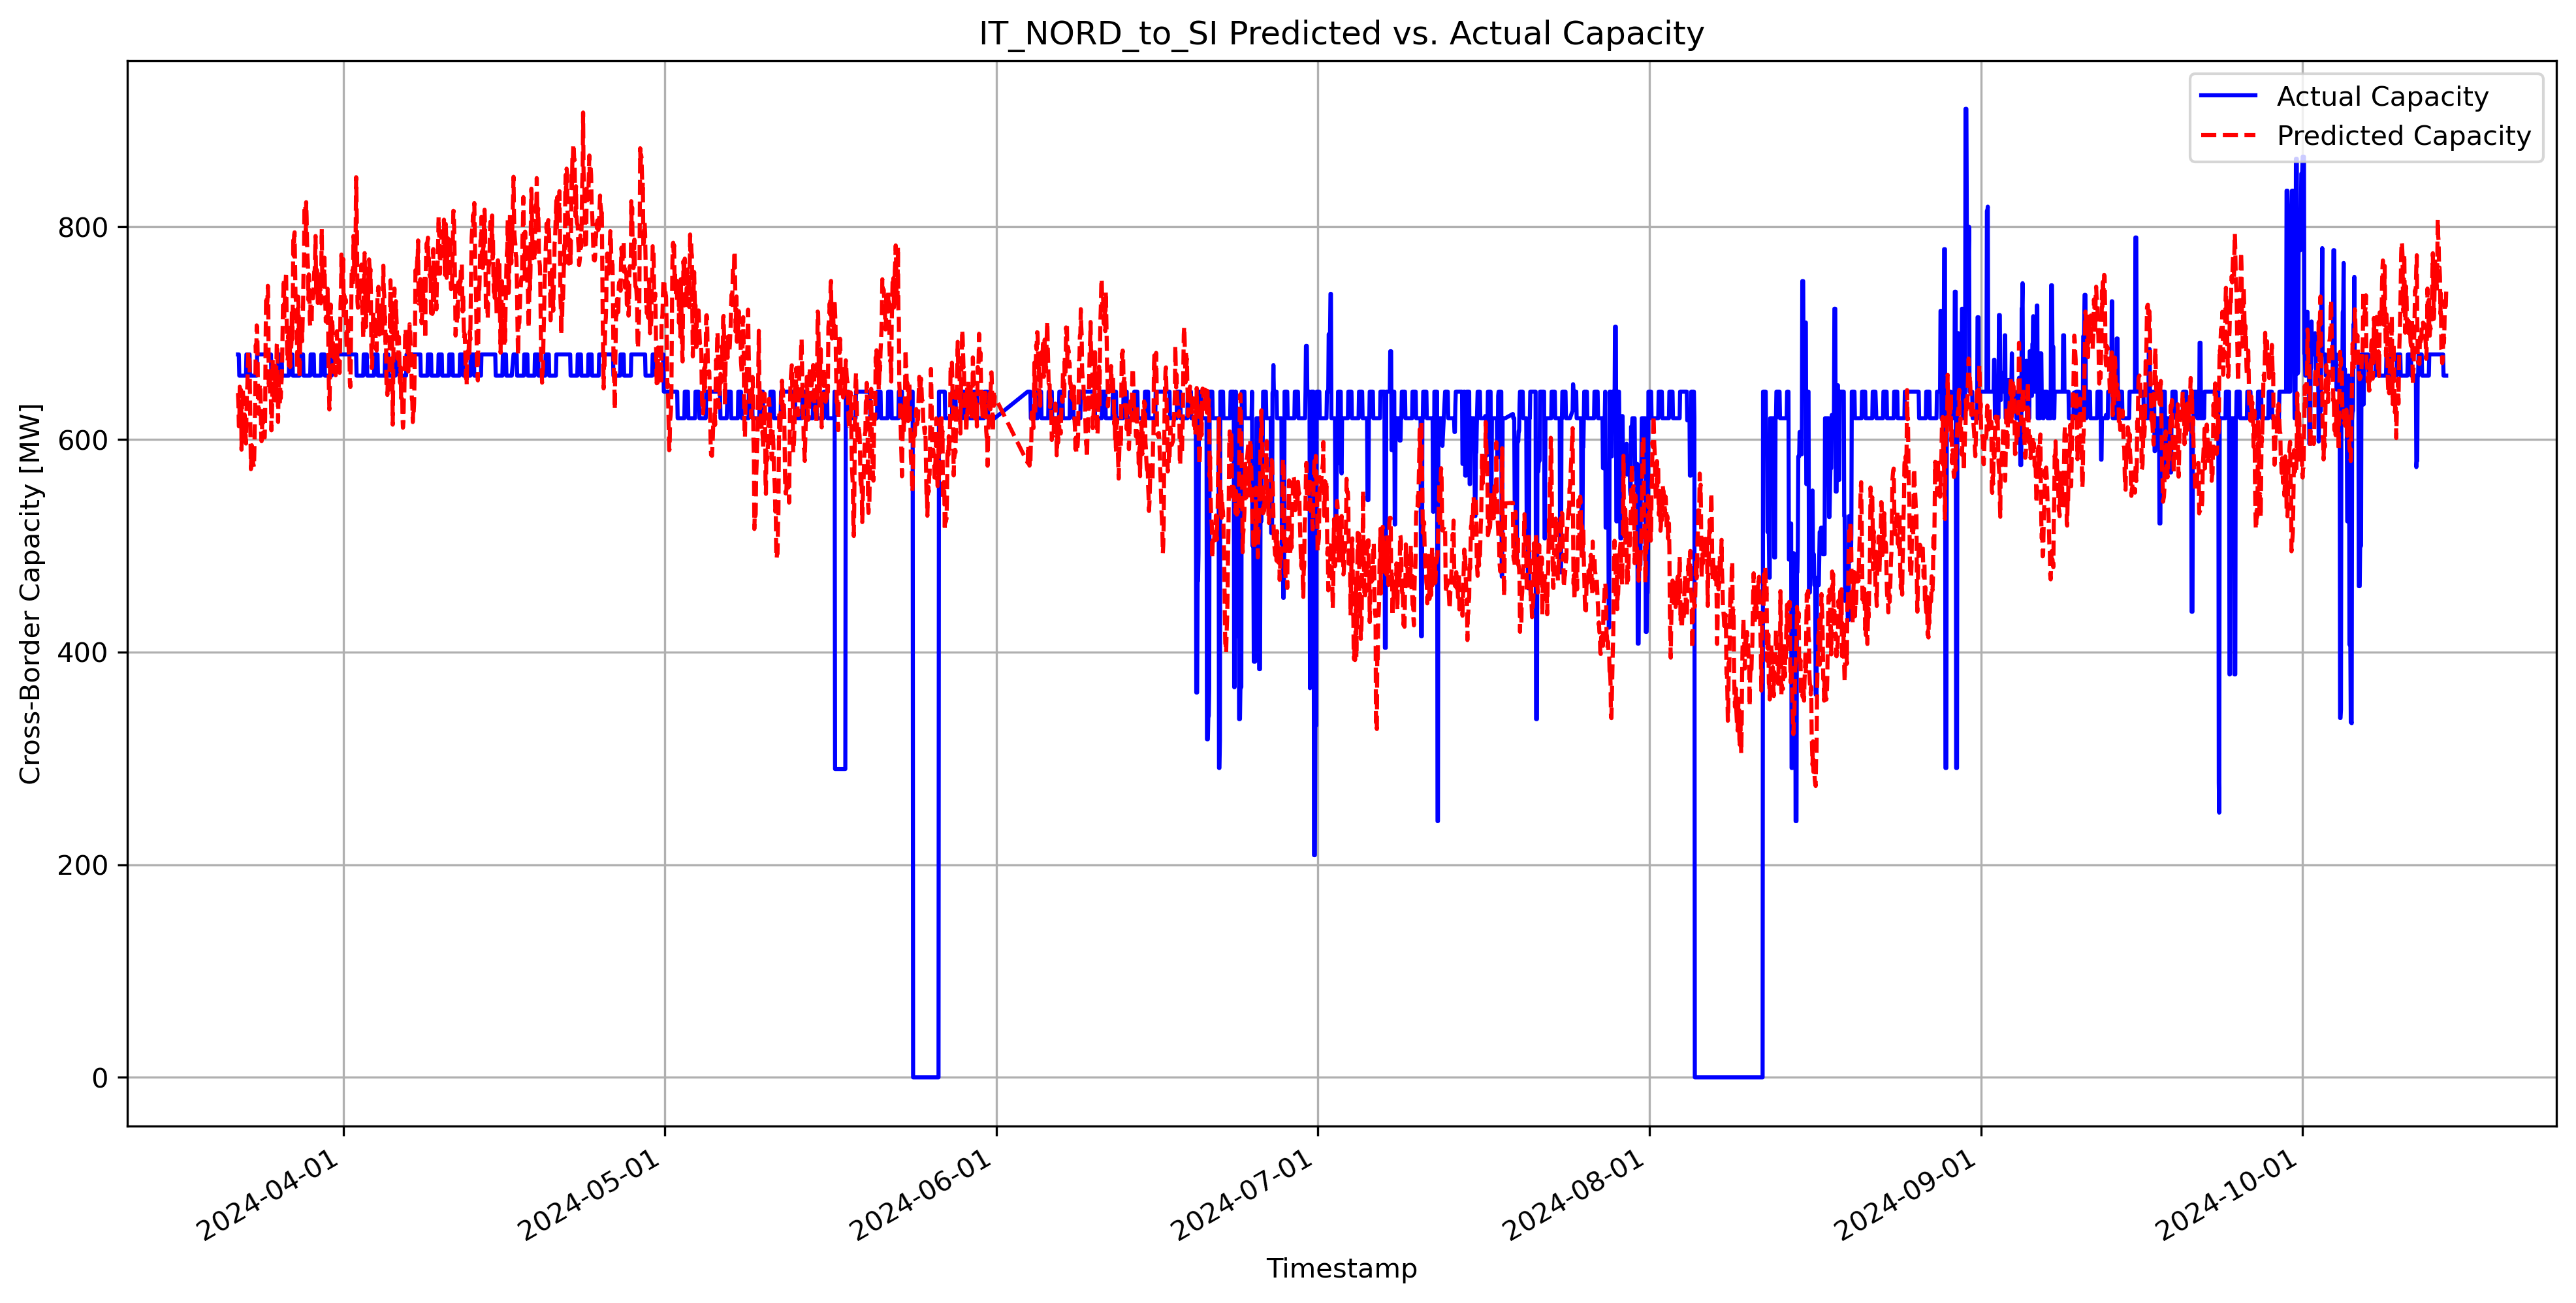 IT_NORD_to_SI Predicted vs. Actual Capacity
Actual Capacity
Predicted Capacity
Cross-Border Capacity [MW]
800
600
400
200
0
2024-04-01
2024-05-01
2024-06-01
2024-07-01
2024-08-01
2024-09-01
2024-10-01
Timestamp